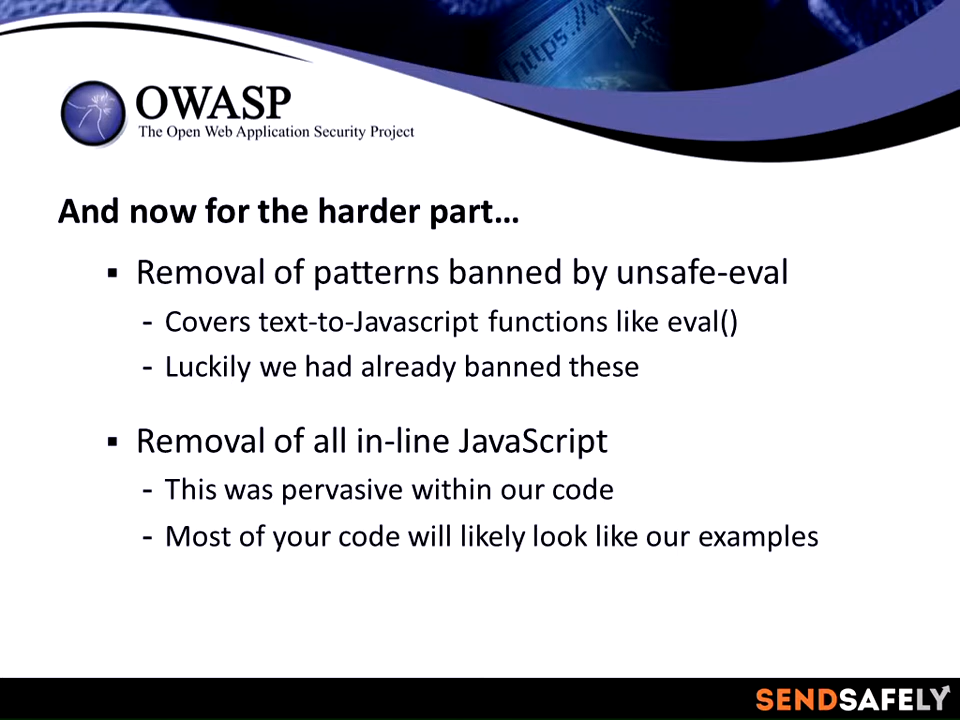 https://w
OWASP
The Open Web Application Security Project
And now for the harder part…
▪ Removal of patterns banned by unsafe-eval
- Covers text-to-Javascript functions like eval()
- Luckily we had already banned these
▪ Removal of all in-line JavaScript
- This was pervasive within our code
- Most of your code will likely look like our examples
SENDSAFELY